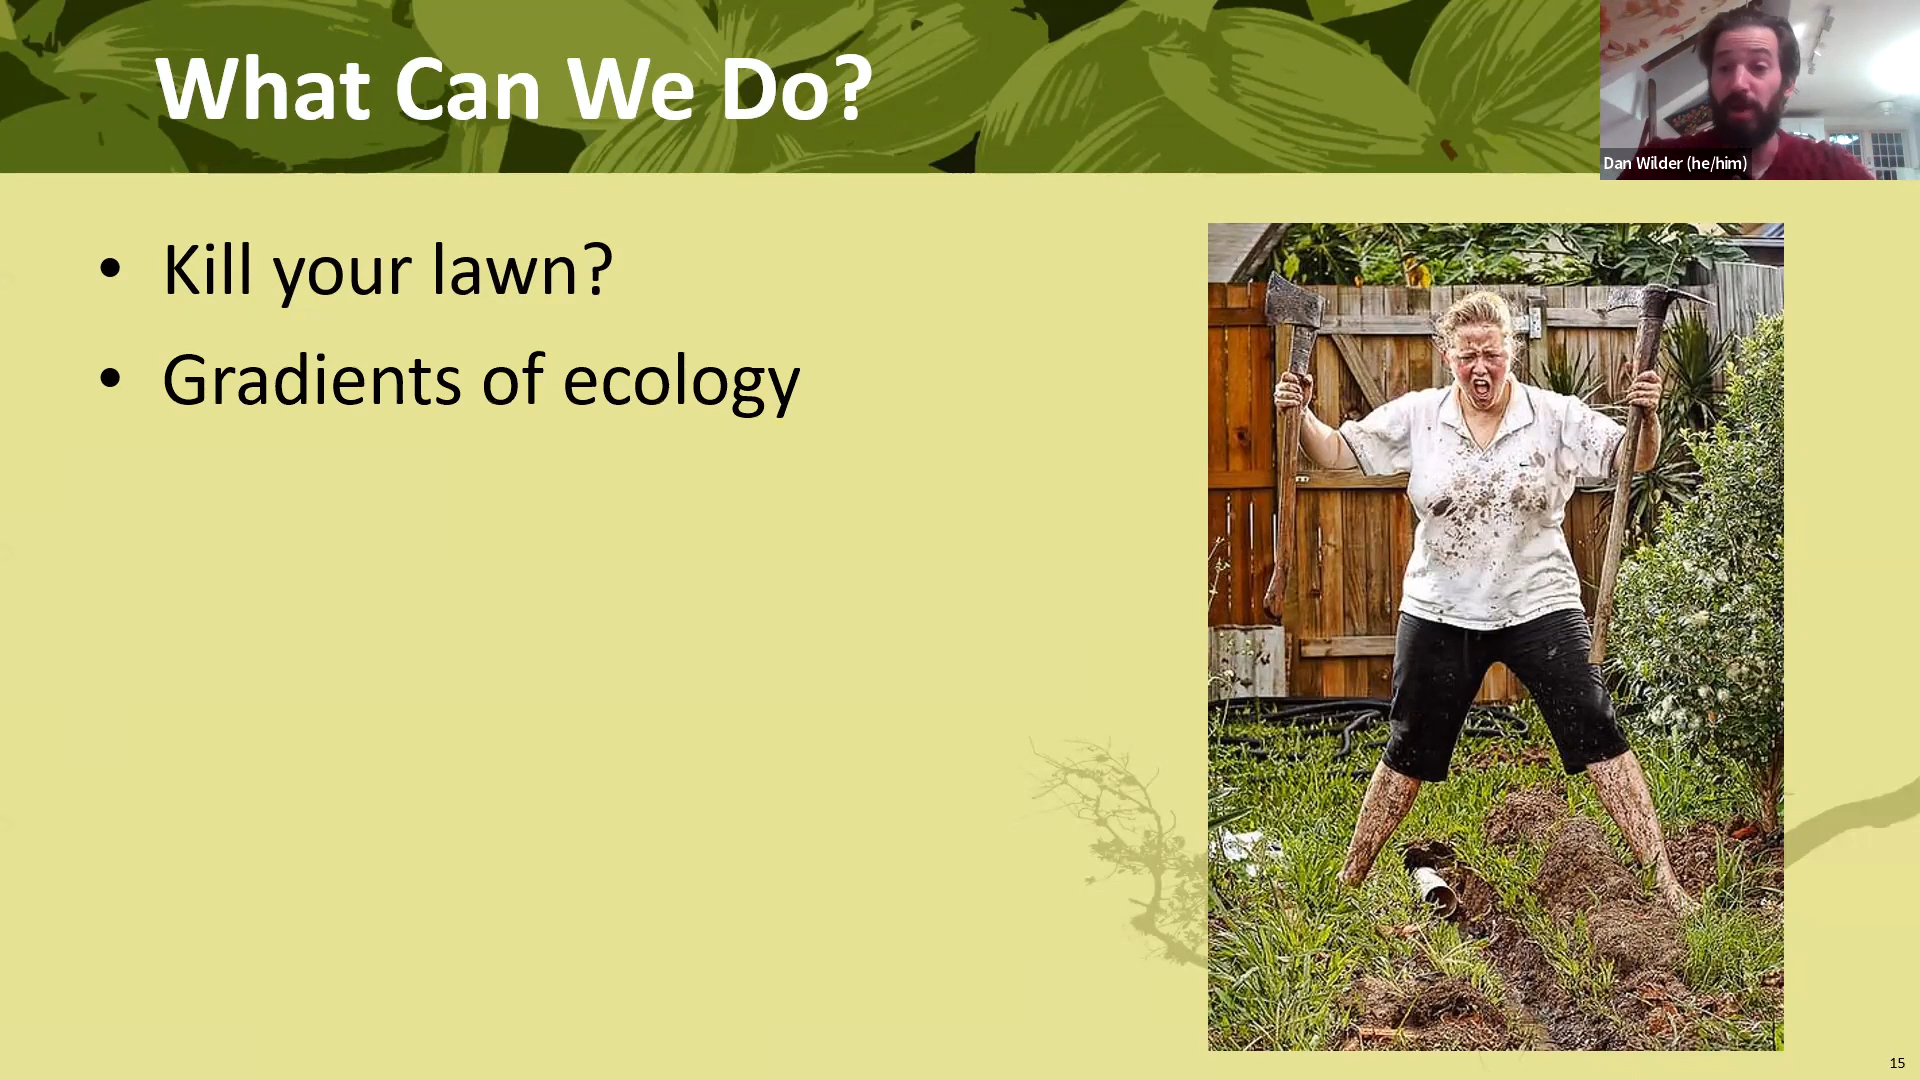 What Can We Do?
Dan Wilder (he/him)
• Kill your lawn?
• Gradients of ecology
15